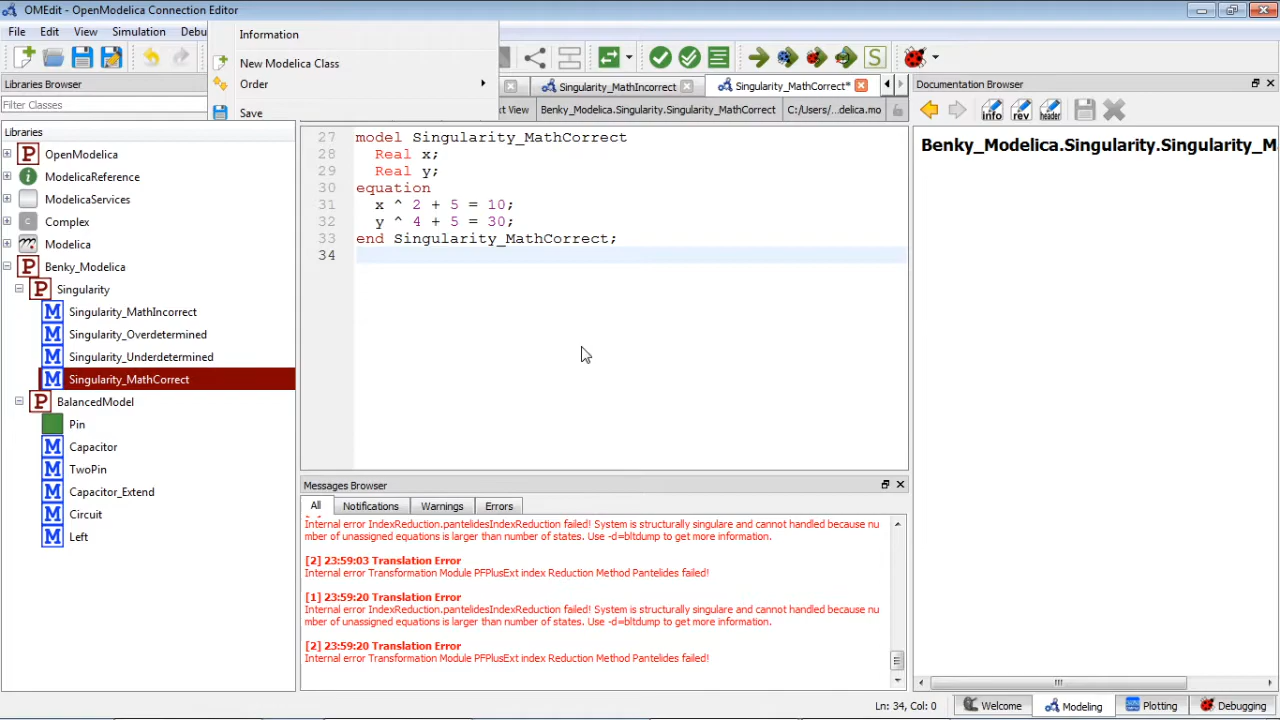 OMEdit - OpenModelica Connection Editor
File Edit View Simulation Debu
Information
New Modelica Class
Order
Save
Libraries Browser
Filter Classes
Libraries
OpenModelica
ModelicaReference
ModelicaServices
Complex
Modelica
Benky_Modelica
Singularity
Singularity_MathIncorrect
Singularity_Overdetermined
Singularity_Underdetermined
Singularity_MathCorrect
BalancedModel
Pin
Capacitor
TwoPin
Capacitor_Extend
Circuit
Left
Singularity_MathIncorrect
Singularity_MathCorrect*
xt View Benky_Modelica.Singularity.Singularity_MathCorrect C:/Users/...delica.mo
27 model Singularity_MathCorrect
28 Real x;
29 Real y;
30 equation
31 x ^ 2 + 5 = 10;
32 y ^ 4 + 5 = 30;
33 end Singularity_MathCorrect;
34
Messages Browser
All Notifications Warnings Errors
Internal error IndexReduction.pantelidesIndexReduction failed! System is structurally singulare and cannot handled because nu
mber of unassigned equations is larger than number of states. Use -d=bltdump to get more information.
[2] 23:59:03 Translation Error
Internal error Transformation Module PFPlusExt index Reduction Method Pantelides failed!
[1] 23:59:20 Translation Error
Internal error IndexReduction.pantelidesIndexReduction failed! System is structurally singulare and cannot handled because nu
mber of unassigned equations is larger than number of states. Use -d=bltdump to get more information.
[2] 23:59:20 Translation Error
Internal error Transformation Module PFPlusExt index Reduction Method Pantelides failed!
Documentation Browser
info rev header
Benky_Modelica.Singularity.Singularity_M
Ln: 34, Col: 0 Welcome Modeling Plotting Debugging